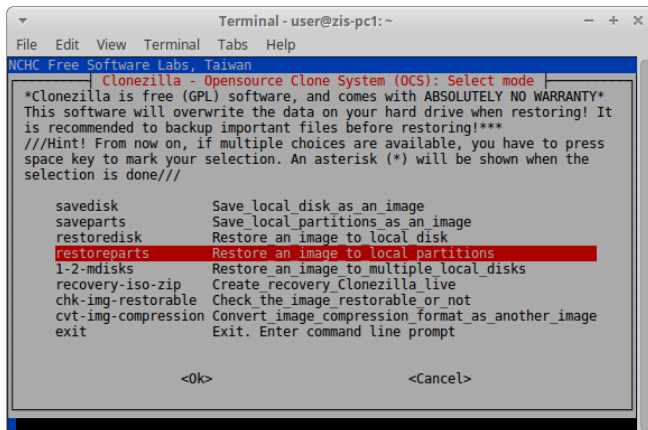 Terminal - user@zis-pc1: ~
File Edit View Terminal Tabs Help
NCHC Free Software Labs, Taiwan
Clonezilla - Opensource Clone System (OCS): Select mode
*Clonezilla is free (GPL) software, and comes with ABSOLUTELY NO WARRANTY*
This software will overwrite the data on your hard drive when restoring! It
is recommended to backup important files before restoring!***
///Hint! From now on, if multiple choices are available, you have to press
space key to mark your selection. An asterisk (*) will be shown when the
selection is done///
savedisk Save_local_disk_as_an_image
saveparts Save_local_partitions_as_an_image
restoredisk Restore_an_image_to_local_disk
restoreparts Restore_an_image_to_local_partitions
1-2-mdisks Restore_an_image_to_multiple_local_disks
recovery-iso-zip Create_recovery_Clonezilla_live
chk-img-restorable Check_the_image_restorable_or_not
cvt-img-compression Convert_image_compression_format_as_another_image
exit Exit. Enter command line prompt
<Ok> <Cancel>